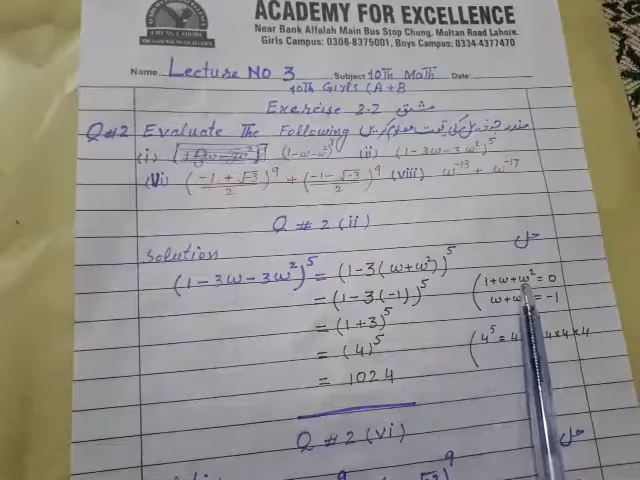 ACADEMY FOR EXCELLENCE
Near Bank Alfalah Main Bus Stop Chung, Multan Road Lahore.
Girls Campus: 0308-8375001, Boys Campus: 0334-4377470
Name: Lecture No 3 Subject 10th Math Date:
10th Girls (A+B
Exercise 2.2 مشق
Q#2 Evaluate The Following
(i) (1-ω-ω²)⁷ (ii) (1-3ω-3ω²)⁵
(Vi) ((-1+√-3)/2)⁹ + ((-1-√-3)/2)⁹ (viii) ω⁻¹³ + ω⁻¹⁷
Q # 2 (ii)
Solution حل
(1-3ω-3ω²)⁵ = (1-3(ω+ω²))⁵
= (1-3(-1))⁵ (1+ω+ω²=0
= (1+3)⁵ ω+ω = -1
= (4)⁵ (4⁵ = 4 4×4×4
= 1024
Q # 2 (vi)
حل